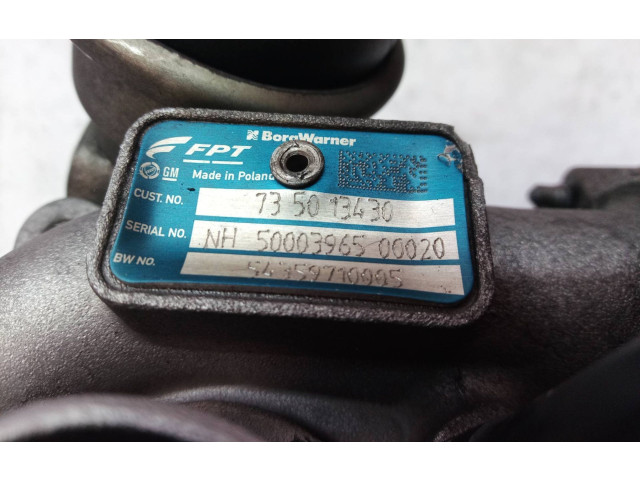 BorgWarner
FPT
GM Made in Poland
CUST. NO. 73 50 13430
SERIAL NO. NH 50003965 00020
BW NO.